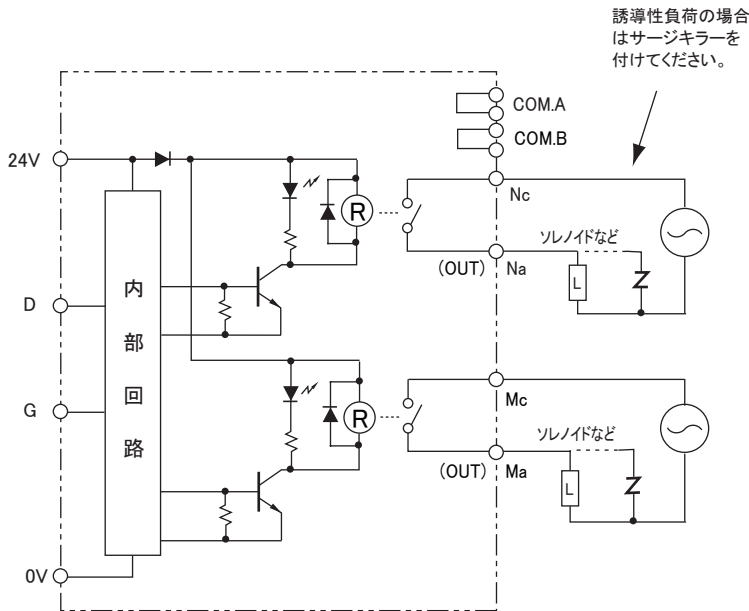 誘導性負荷の場合
はサージキラーを
付けてください。
COM.A
COM.B
24V
R
Nc
ソレノイドなど
(OUT) Na
L
D
内部回路
G
R
Mc
ソレノイドなど
(OUT) Ma
L
0V